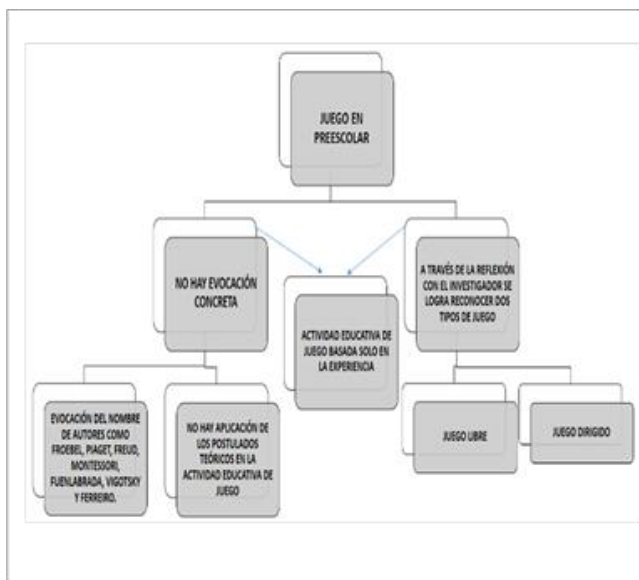 JUEGO EN
PREESCOLAR
NO HAY EVOCACIÓN
CONCRETA
ACTIVIDAD EDUCATIVA DE
JUEGO BASADA SOLO EN
LA EXPERIENCIA
A TRAVÉS DE LA REFLEXIÓN
CON EL INVESTIGADOR SE
LOGRA RECONOCER DOS
TIPOS DE JUEGO
EVOCACIÓN DEL NOMBRE
DE AUTORES COMO
FROEBEL, PIAGET, FREUD,
MONTESSORI,
FUENLABRADA, VIGOTSKY
Y FERREIRO.
NO HAY APLICACIÓN DE
LOS POSTULADOS
TEÓRICOS EN LA
ACTIVIDAD EDUCATIVA DE
JUEGO
JUEGO LIBRE
JUEGO DIRIGIDO